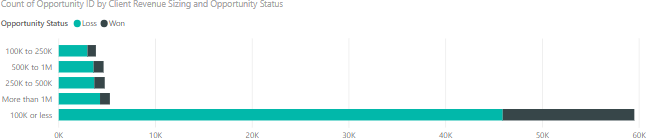 Count of Opportunity ID by Client Revenue Sizing and Opportunity Status
Opportunity Status Loss Won
100K to 250K
500K to 1M
250K to 500K
More than 1M
100K or less
0K 10K 20K 30K 40K 50K 60K